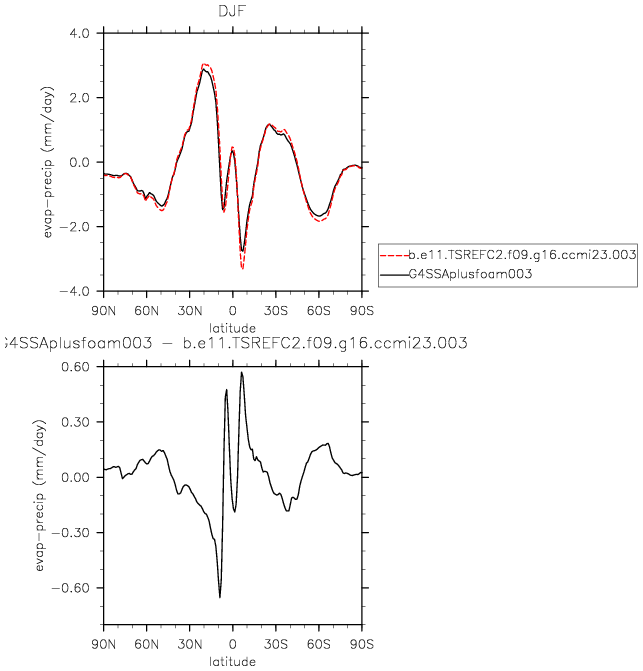 DJF
4.0
2.0
0.0
−2.0
−4.0
evap−precip (mm/day)
90N 60N 30N 0 30S 60S 90S
latitude
b.e11.TSREFC2.f09.g16.ccmi23.003
G4SSAplusfoam003
G4SSAplusfoam003 − b.e11.TSREFC2.f09.g16.ccmi23.003
0.60
0.30
0.00
−0.30
−0.60
evap−precip (mm/day)
90N 60N 30N 0 30S 60S 90S
latitude